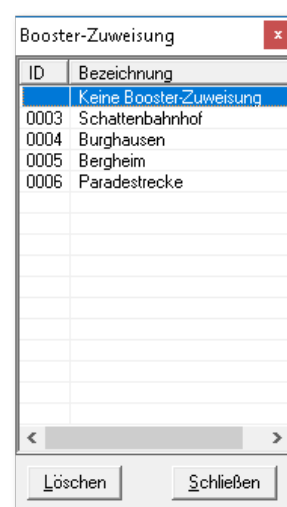 Booster-Zuweisung x
ID Bezeichnung
Keine Booster-Zuweisung
0003 Schattenbahnhof
0004 Burghausen
0005 Bergheim
0006 Paradestrecke
Löschen Schließen